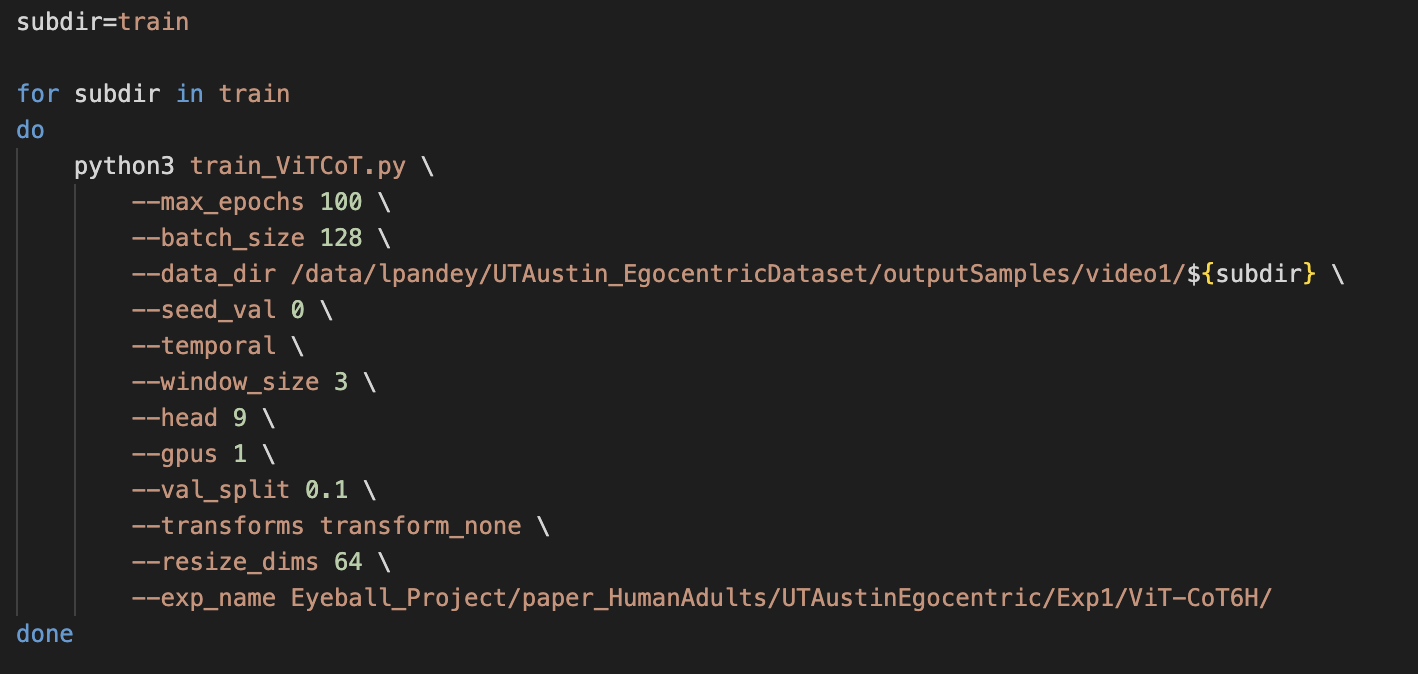 subdir=train
for subdir in train
do
python3 train_ViTCoT.py \
--max_epochs 100 \
--batch_size 128 \
--data_dir /data/lpandey/UTAustin_EgocentricDataset/outputSamples/video1/${subdir} \
--seed_val 0 \
--temporal \
--window_size 3 \
--head 9 \
--gpus 1 \
--val_split 0.1 \
--transforms transform_none \
--resize_dims 64 \
--exp_name Eyeball_Project/paper_HumanAdults/UTAustinEgocentric/Exp1/ViT-CoT6H/
done